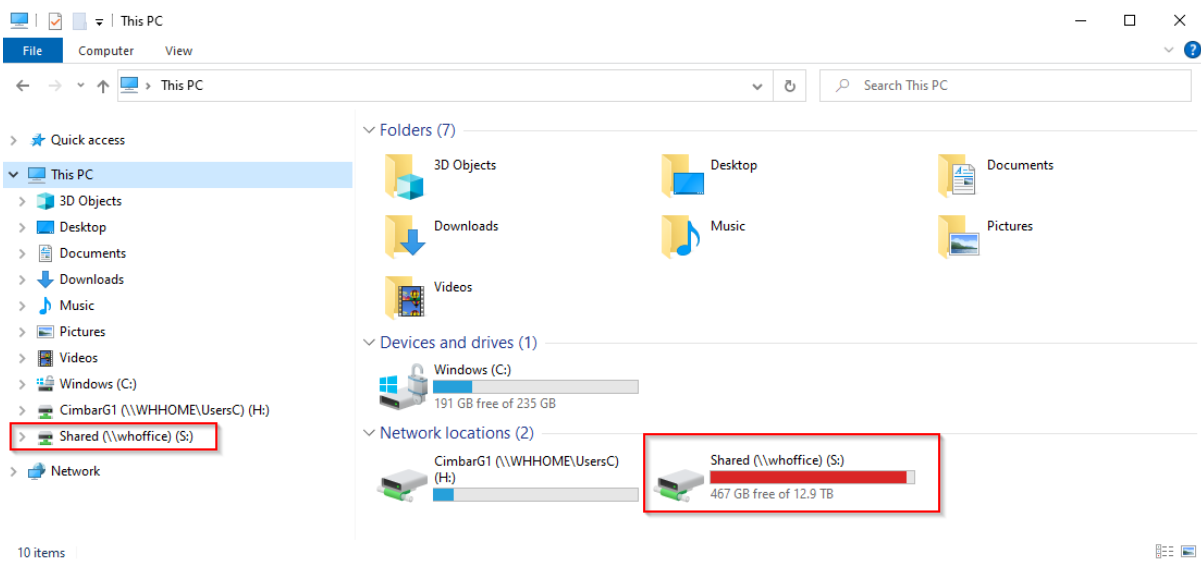 This PC
File Computer View
This PC
Search This PC
Quick access
This PC
3D Objects
Desktop
Documents
Downloads
Music
Pictures
Videos
Windows (C:)
CimbarG1 (\\WHHOME\UsersC) (H:)
Shared (\\whoffice) (S:)
Network
Folders (7)
3D Objects
Desktop
Documents
Downloads
Music
Pictures
Videos
Devices and drives (1)
Windows (C:)
191 GB free of 235 GB
Network locations (2)
CimbarG1 (\\WHHOME\UsersC)
(H:)
Shared (\\whoffice) (S:)
467 GB free of 12.9 TB
10 items